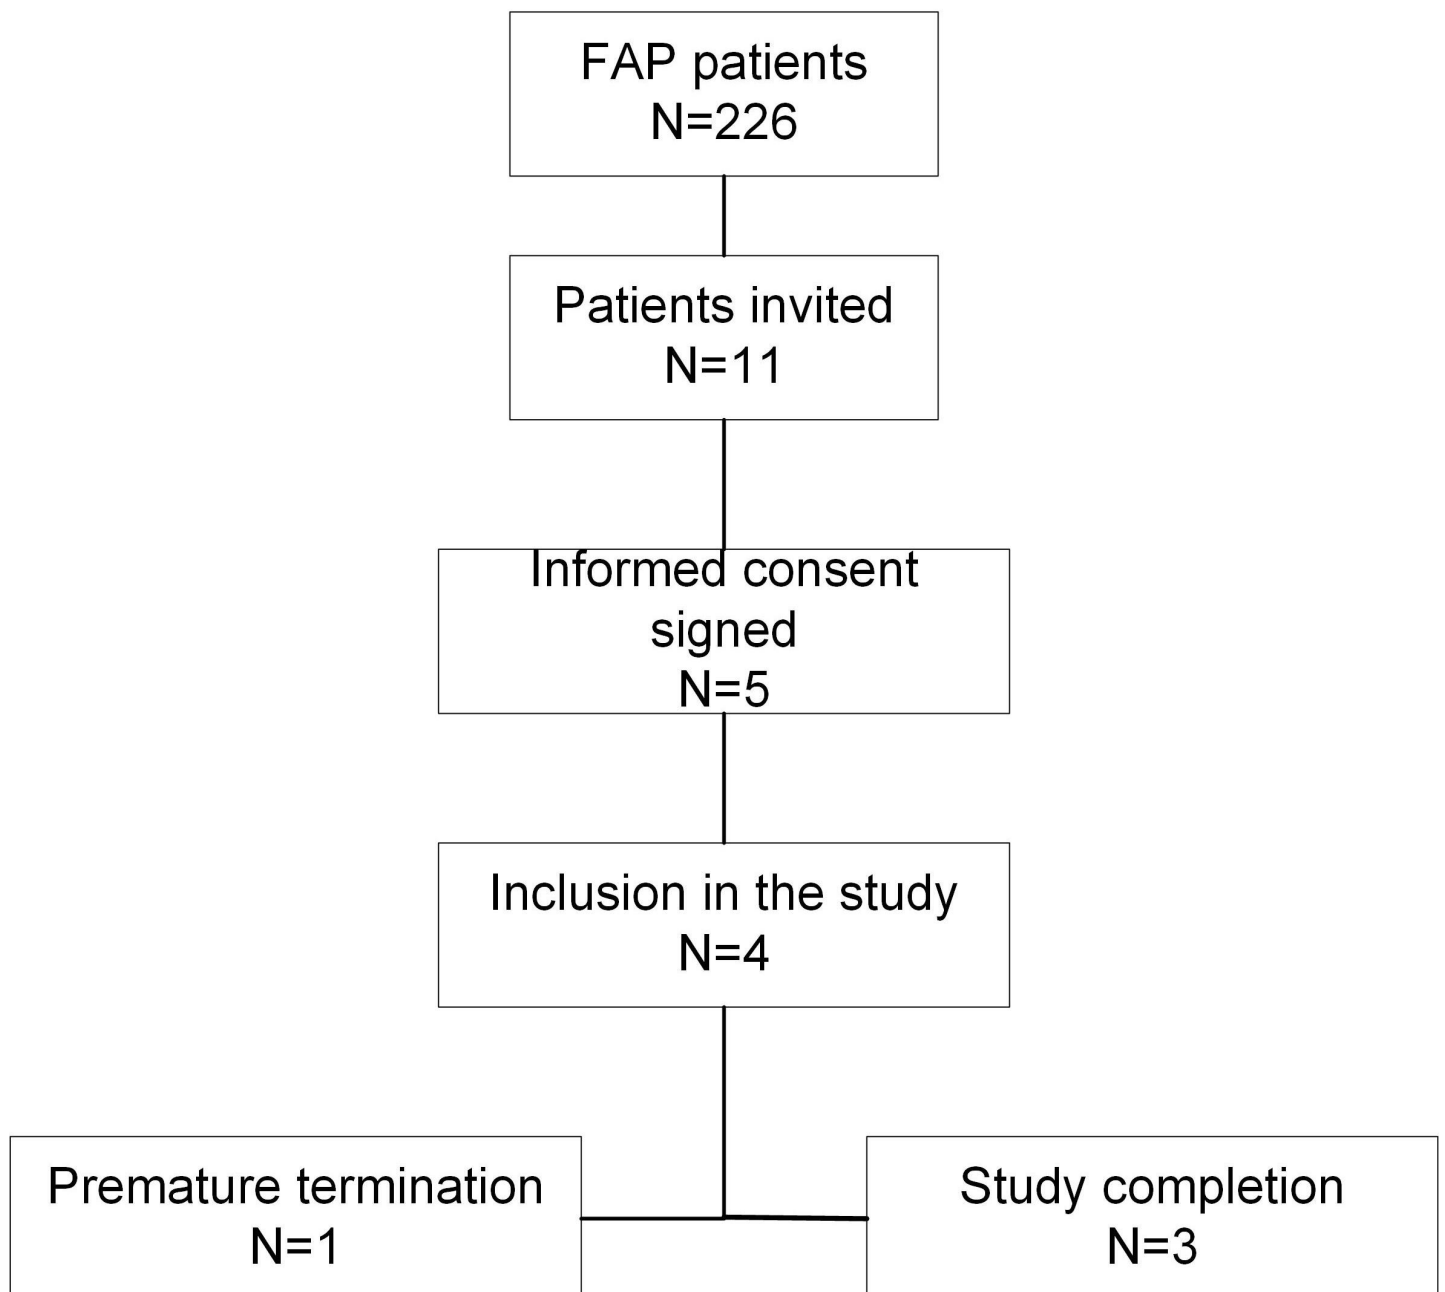 FAP patients
N=226
Patients invited
N=11
Informed consent
signed
N=5
Inclusion in the study
N=4
Premature termination
N=1
Study completion
N=3